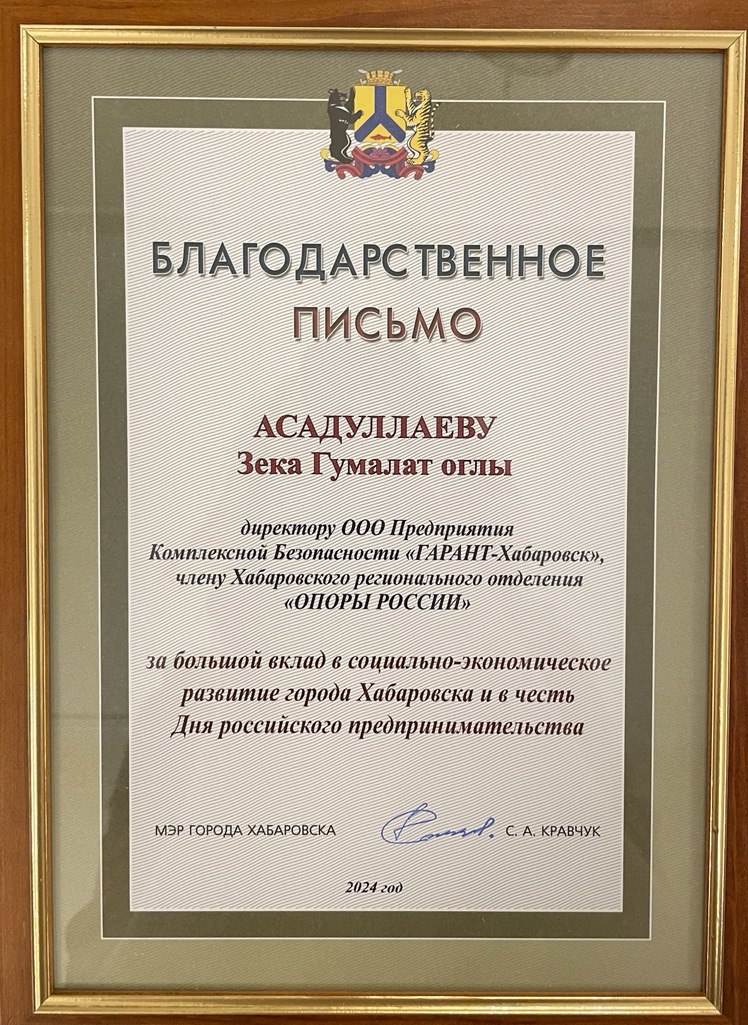 БЛАГОДАРСТВЕННОЕ
ПИСЬМО
АСАДУЛЛАЕВУ
Зека Гумалат оглы
директору ООО Предприятия
Комплексной Безопасности «ГАРАНТ-Хабаровск»,
члену Хабаровского регионального отделения
«ОПОРЫ РОССИИ»
за большой вклад в социально-экономическое
развитие города Хабаровска и в честь
Дня российского предпринимательства
МЭР ГОРОДА ХАБАРОВСКА С. А. КРАВЧУК
2024 год